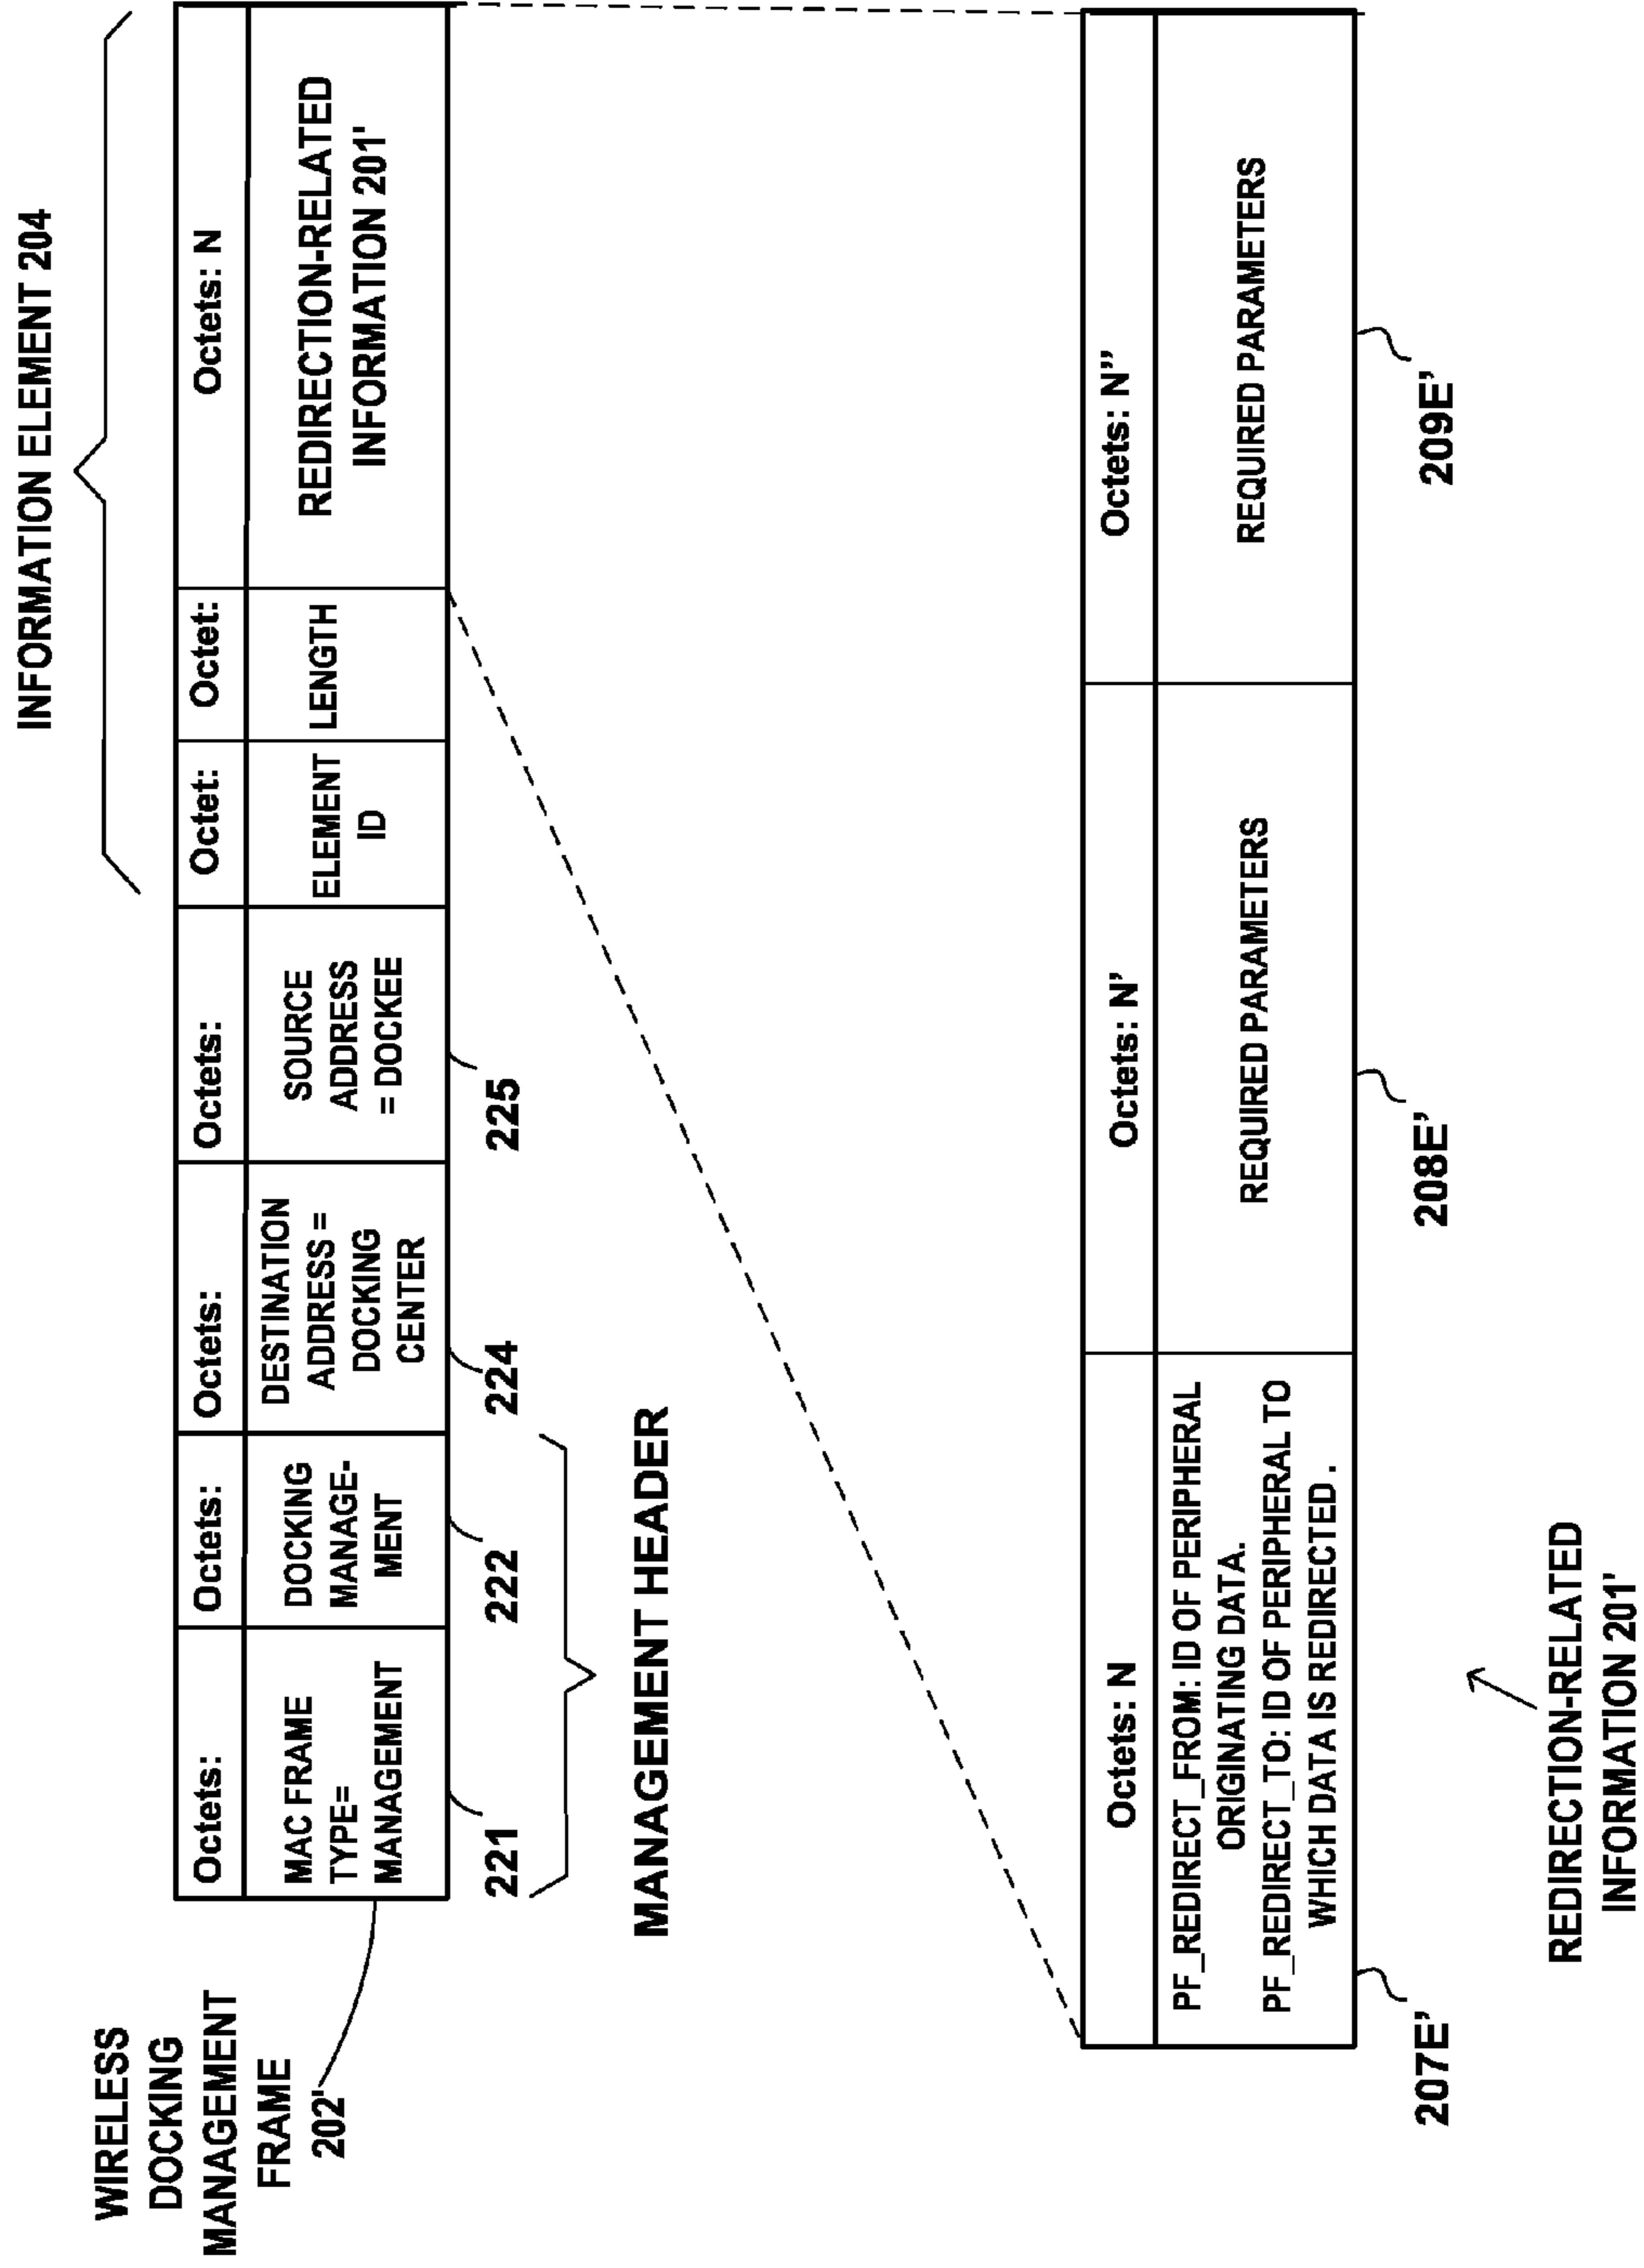 INFORMATION ELEMENT 204
WIRELESS
DOCKING
MANAGEMENT
FRAME
202'
Octets:
Octets:
Octets:
Octets:
Octet:
Octet:
Octets: N
MAC FRAME
TYPE=
MANAGEMENT
DOCKING
MANAGE-
MENT
DESTINATION
ADDRESS =
DOCKING
CENTER
SOURCE
ADDRESS
= DOCKEE
ELEMENT
ID
LENGTH
REDIRECTION-RELATED
INFORMATION 201'
221
222
224
225
MANAGEMENT HEADER
Octets: N
Octets: N’
Octets: N’’
PF_REDIRECT_FROM: ID OF PERIPHERAL
ORIGINATING DATA.
PF_REDIRECT_TO: ID OF PERIPHERAL TO
WHICH DATA IS REDIRECTED .
REQUIRED PARAMETERS
REQUIRED PARAMETERS
207E’
208E’
209E’
REDIRECTION-RELATED
INFORMATION 201'